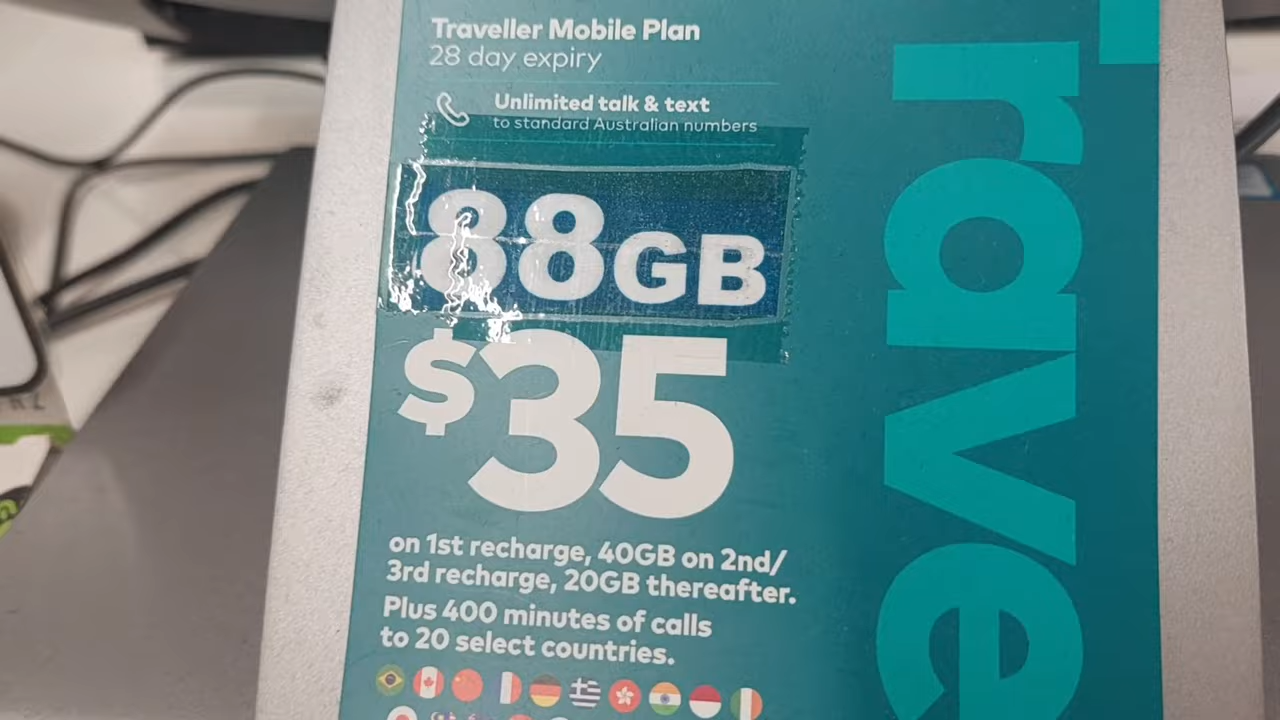 Traveller Mobile Plan
28 day expiry
Unlimited talk & text
to standard Australian numbers
88GB
$35
on 1st recharge, 40GB on 2nd/
3rd recharge, 20GB thereafter.
Plus 400 minutes of calls
to 20 select countries.
rave